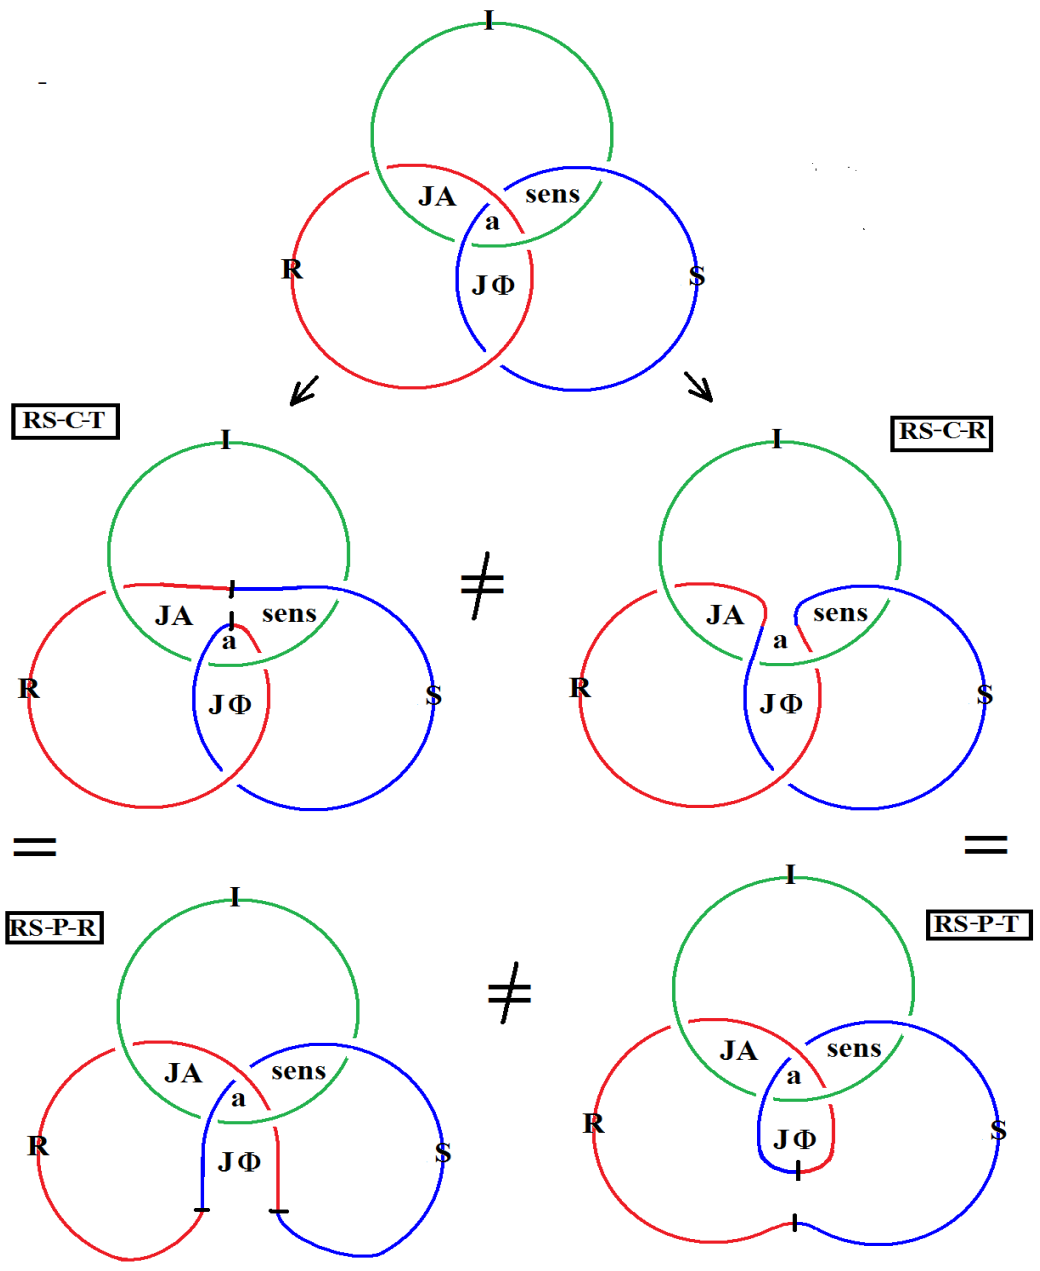 I
JA
sens
a
R
JΦ
S
RS-C-T
RS-C-R
I
I
≠
JA
sens
a
JA
sens
a
R
JΦ
S
R
JΦ
S
=
=
RS-P-R
RS-P-T
I
I
≠
JA
sens
a
JA
sens
a
R
JΦ
S
R
JΦ
S